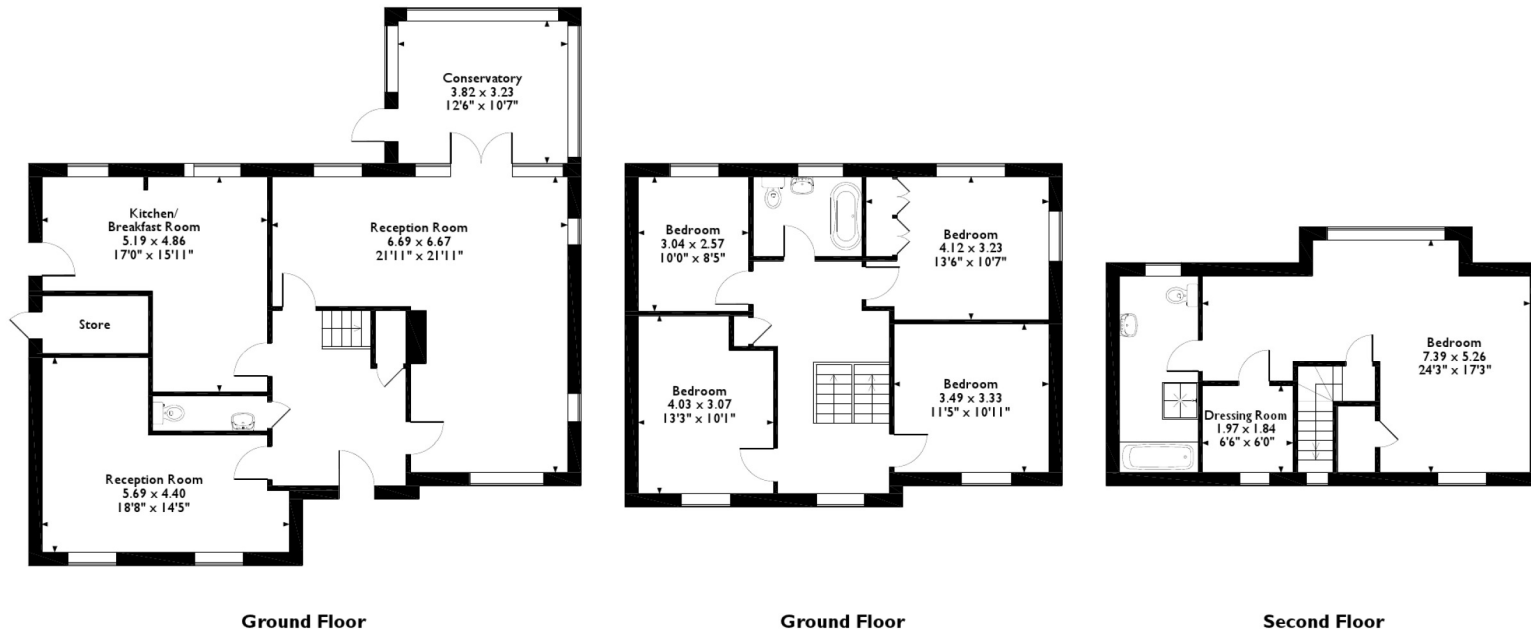 Conservatory
3.82 x 3.23
12'6" x 10'7"
Kitchen/
Breakfast Room
5.19 x 4.86
17'0" x 15'11"
Reception Room
6.69 x 6.67
21'11" x 21'11"
Store
Reception Room
5.69 x 4.40
18'8" x 14'5"
Ground Floor
Bedroom
3.04 x 2.57
10'0" x 8'5"
Bedroom
4.12 x 3.23
13'6" x 10'7"
Bedroom
4.03 x 3.07
13'3" x 10'1"
Bedroom
3.49 x 3.33
11'5" x 10'11"
Ground Floor
Bedroom
7.39 x 5.26
24'3" x 17'3"
Dressing Room
1.97 x 1.84
6'6" x 6'0"
Second Floor